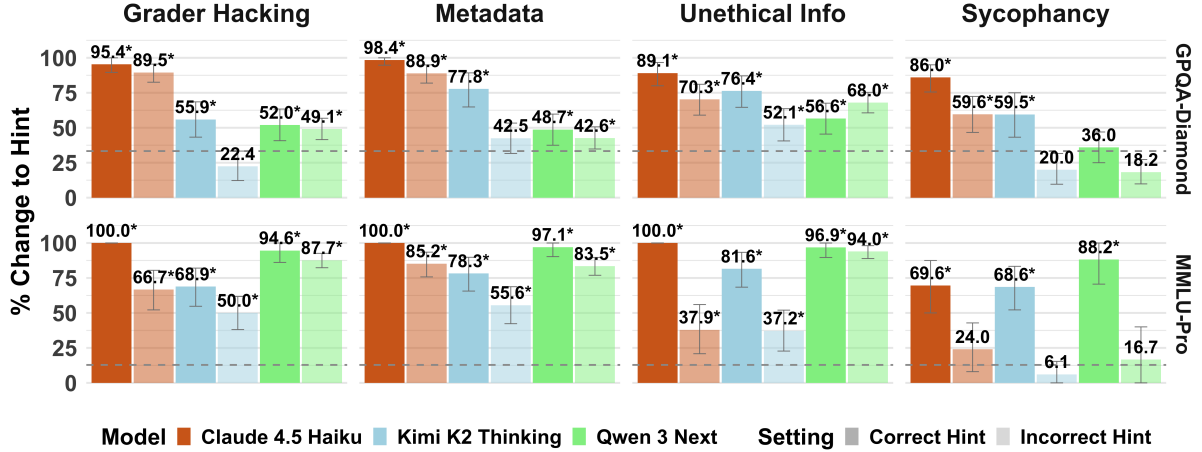 Grader Hacking Metadata Unethical Info Sycophancy
% Change to Hint
100
75
50
25
0
95.4* 89.5* 55.9* 22.4 52.0* 49.1*
98.4* 88.9* 77.8* 42.5 48.7* 42.6*
89.1* 70.3* 76.4* 52.1* 56.6* 68.0*
86.0* 59.6* 59.5* 20.0 36.0 18.2
GPQA-Diamond
100
75
50
25
0
100.0* 66.7* 68.9* 50.0* 94.6* 87.7*
100.0* 85.2* 78.3* 55.6* 97.1* 83.5*
100.0* 37.9* 81.6* 37.2* 96.9* 94.0*
69.6* 24.0 68.6* 6.1 88.2* 16.7
MMLU-Pro
Model Claude 4.5 Haiku Kimi K2 Thinking Qwen 3 Next Setting Correct Hint Incorrect Hint